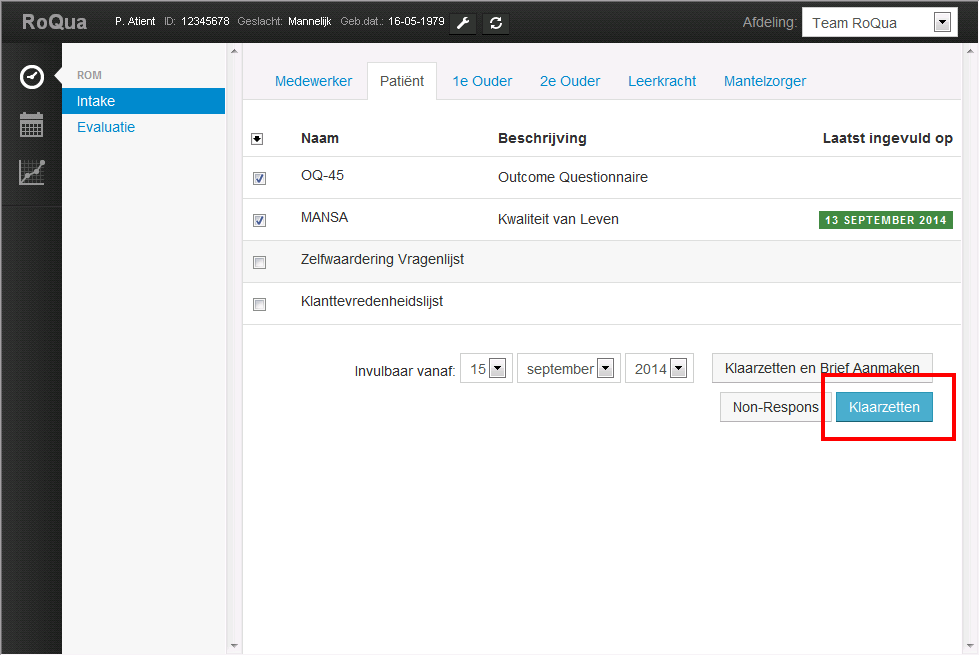 RoQua P. Atient ID: 12345678 Geslacht: Mannelijk Geb.dat.: 16-05-1979 Afdeling: Team RoQua
ROM
Intake
Evaluatie
Medewerker Patiënt 1e Ouder 2e Ouder Leerkracht Mantelzorger
Naam Beschrijving Laatst ingevuld op
OQ-45 Outcome Questionnaire
MANSA Kwaliteit van Leven 13 SEPTEMBER 2014
Zelfwaardering Vragenlijst
Klanttevredenheidslijst
Invulbaar vanaf: 15 september 2014 Klaarzetten en Brief Aanmaken
Non-Respons Klaarzetten